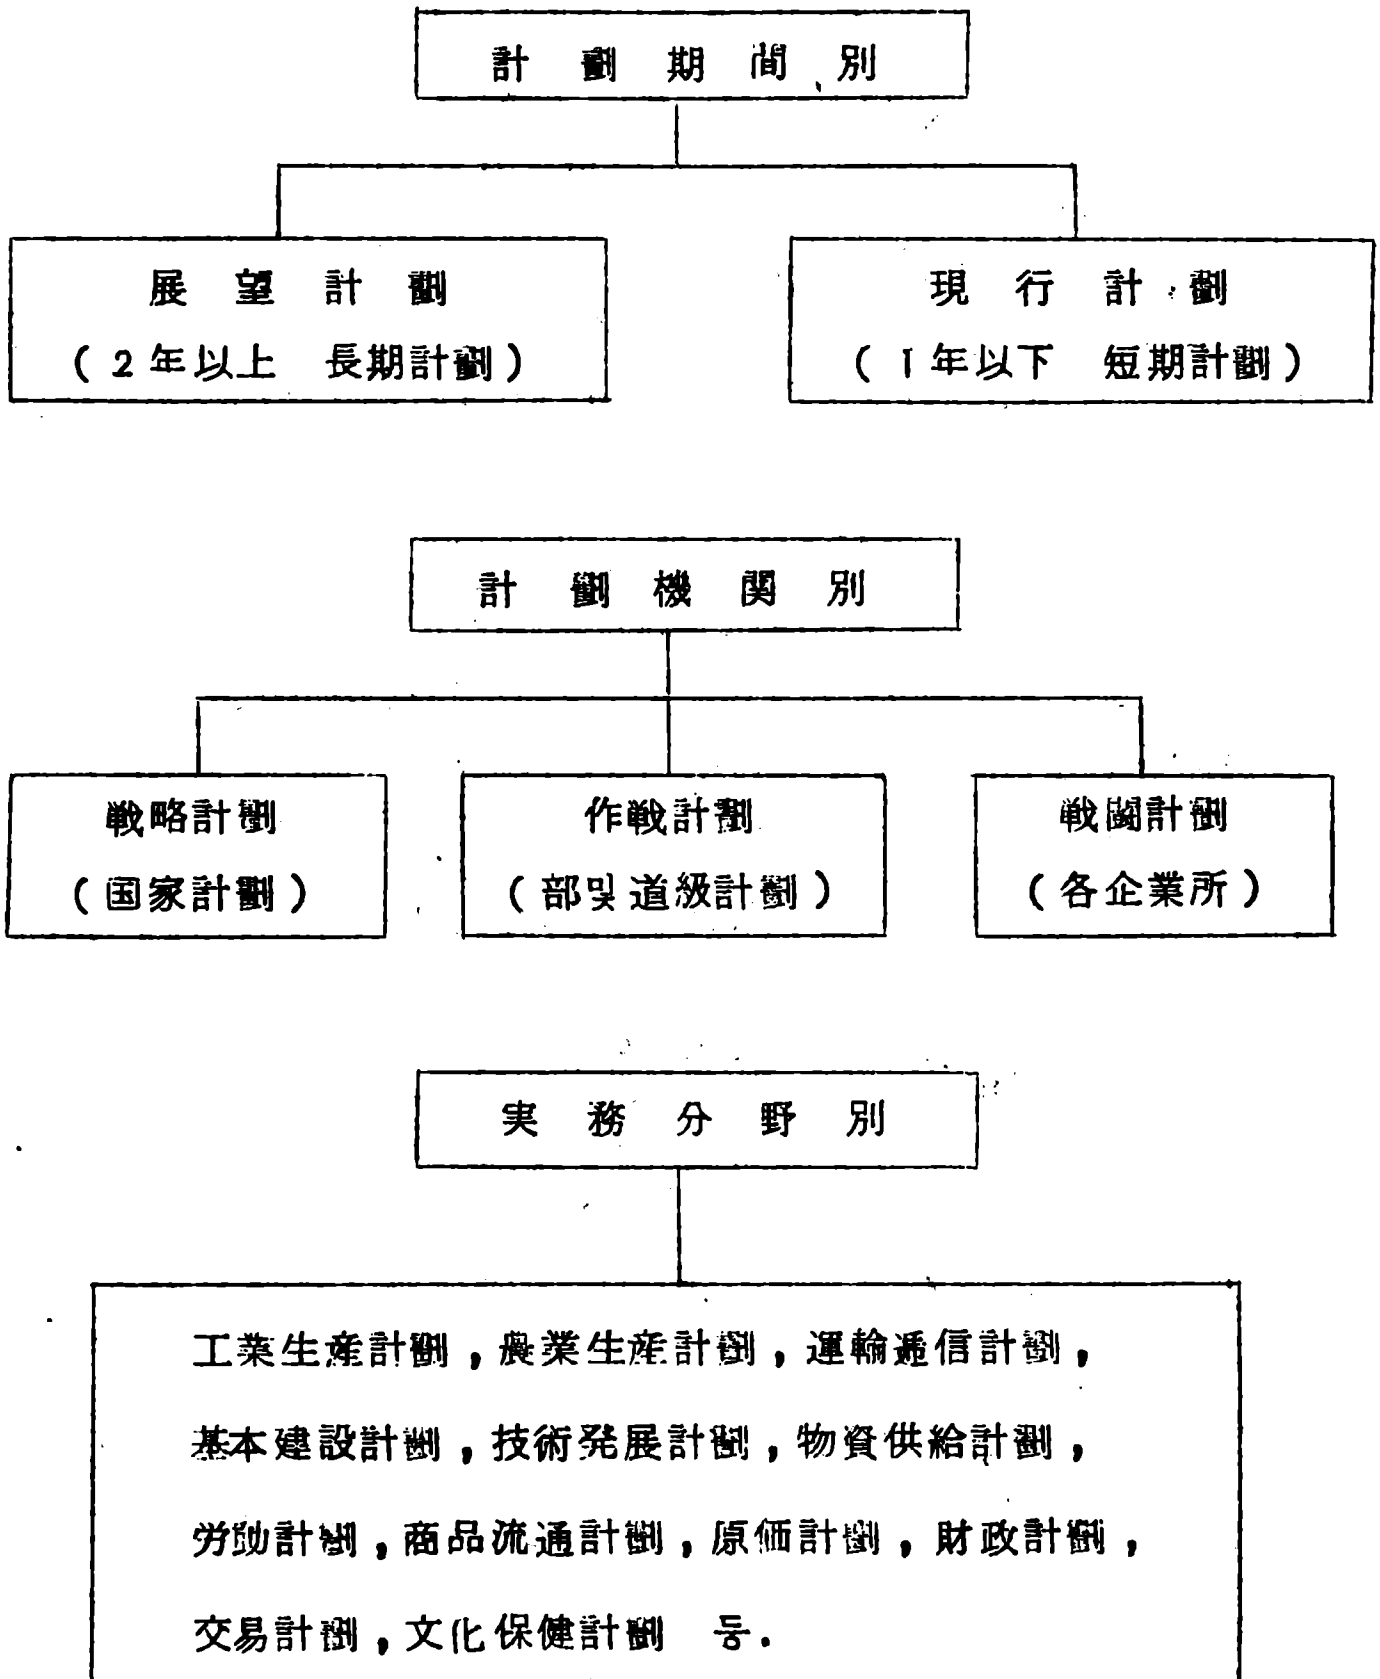 計劃期間別
展望計劃
(2年以上 長期計劃)
現行計劃
(1年以下 短期計劃)
計劃機関別
戦略計劃
(国家計劃)
作戦計劃
(部및道級計劃)
戦闘計劃
(各企業所)
実務分野別
工業生産計劃,農業生産計劃,運輸逓信計劃,
基本建設計劃,技術発展計劃,物資供給計劃,
労動計劃,商品流通計劃,原価計劃,財政計劃,
交易計劃,文化保健計劃 등.